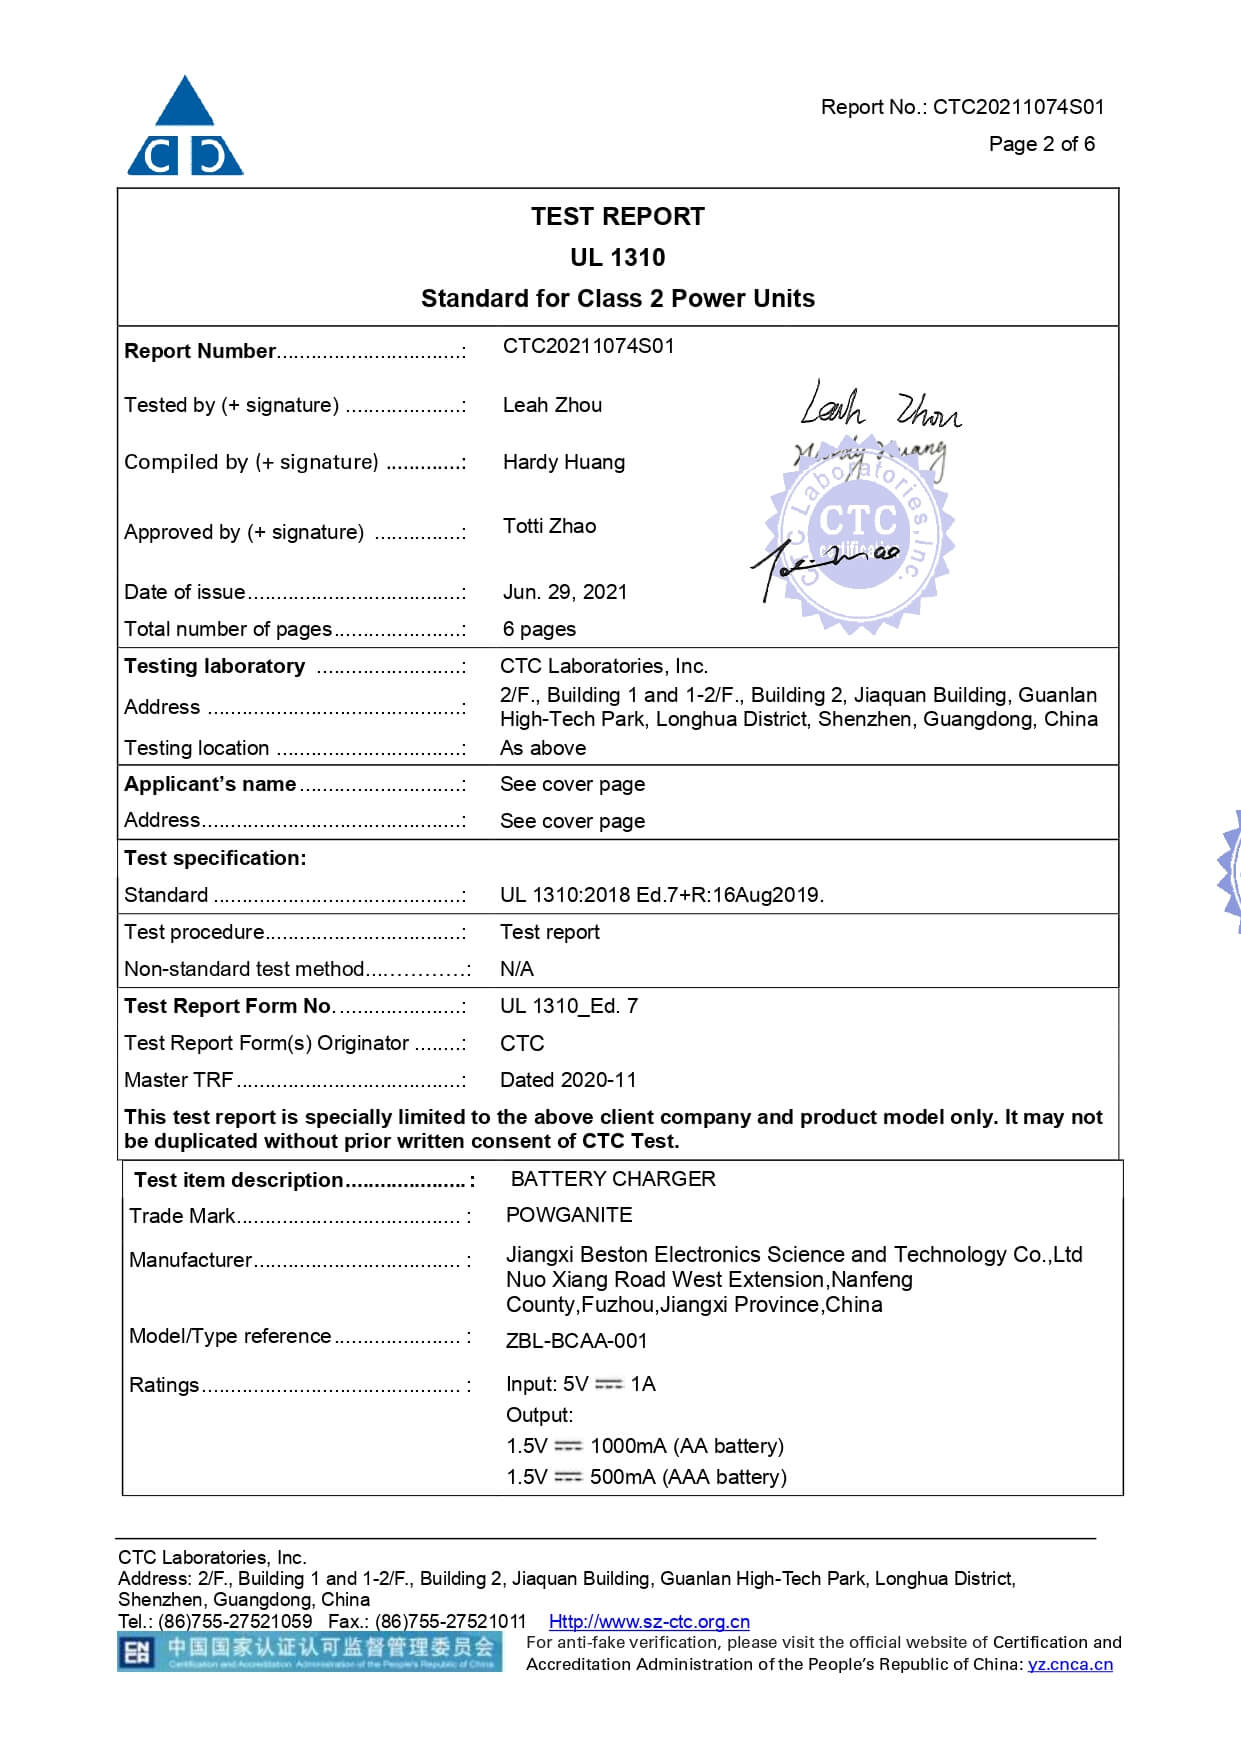 Report No.: CTC20211074S01
Page 2 of 6
CTC
TEST REPORT
UL 1310
Standard for Class 2 Power Units
Report Number................................: CTC20211074S01
Tested by (+ signature) ....................: Leah Zhou
Leah Zhou
Compiled by (+ signature) .............: Hardy Huang
Hardy Huang
CTC Laboratories, Inc.
CTC
Approved by (+ signature) ...............: Totti Zhao
Date of issue.....................................: Jun. 29, 2021
Total number of pages......................: 6 pages
Testing laboratory .........................: CTC Laboratories, Inc.
Address ............................................: 2/F., Building 1 and 1-2/F., Building 2, Jiaquan Building, Guanlan
High-Tech Park, Longhua District, Shenzhen, Guangdong, China
Testing location ................................: As above
Applicant’s name............................: See cover page
Address.............................................: See cover page
Test specification:
Standard ...........................................: UL 1310:2018 Ed.7+R:16Aug2019.
Test procedure..................................: Test report
Non-standard test method...…………: N/A
Test Report Form No. .....................: UL 1310_Ed. 7
Test Report Form(s) Originator ........: CTC
Master TRF.......................................: Dated 2020-11
This test report is specially limited to the above client company and product model only. It may not
be duplicated without prior written consent of CTC Test.
Test item description..................... : BATTERY CHARGER
Trade Mark....................................... : POWGANITE
Manufacturer.................................... : Jiangxi Beston Electronics Science and Technology Co.,Ltd
Nuo Xiang Road West Extension,Nanfeng
County,Fuzhou,Jiangxi Province,China
Model/Type reference...................... : ZBL-BCAA-001
Ratings............................................. : Input: 5V ⎓ 1A
Output:
1.5V ⎓ 1000mA (AA battery)
1.5V ⎓ 500mA (AAA battery)
CTC Laboratories, Inc.
Address: 2/F., Building 1 and 1-2/F., Building 2, Jiaquan Building, Guanlan High-Tech Park, Longhua District,
Shenzhen, Guangdong, China
Tel.: (86)755-27521059 Fax.: (86)755-27521011 Http://www.sz-ctc.org.cn
中国国家认证认可监督管理委员会
Certification and Accreditation Administration of the People's Republic of China
For anti-fake verification, please visit the official website of Certification and
Accreditation Administration of the People’s Republic of China: yz.cnca.cn